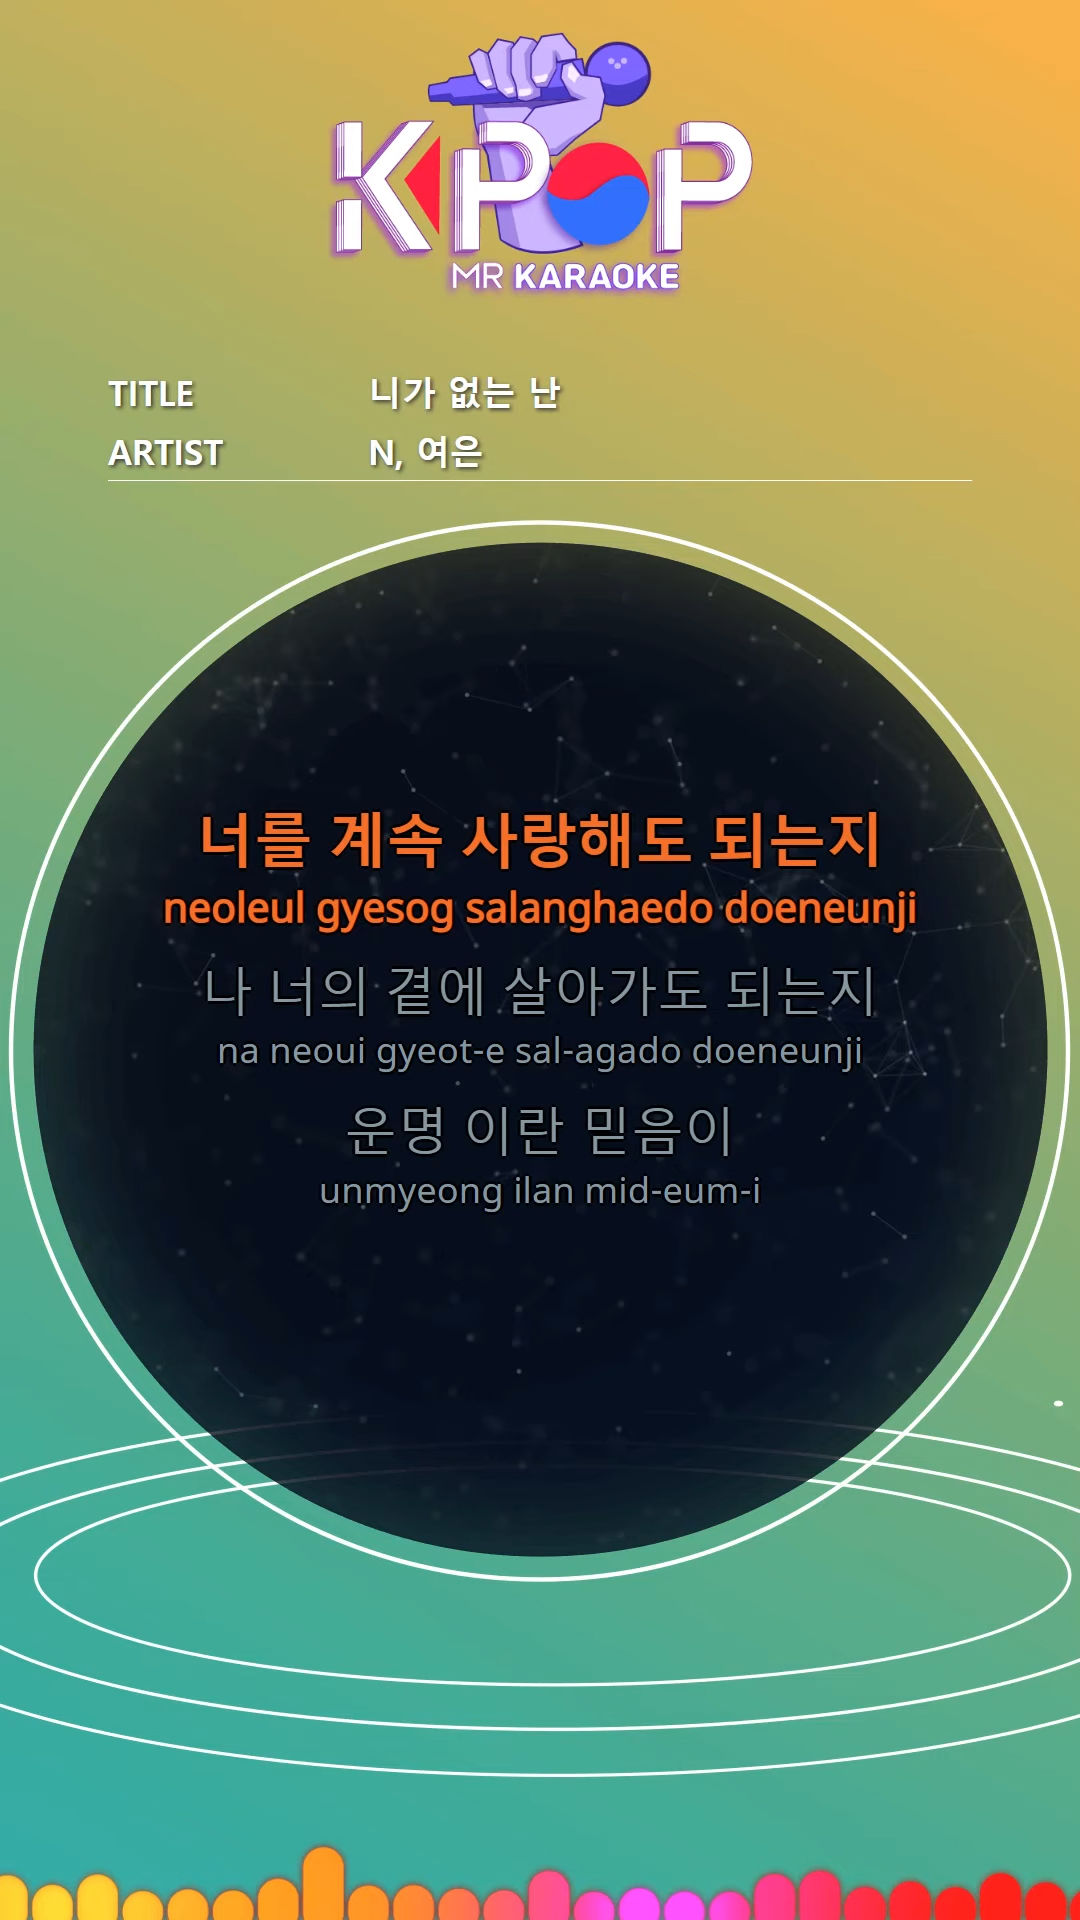 KPOP
MR KARAOKE
TITLE 니가 없는 난
ARTIST N, 여은
너를 계속 사랑해도 되는지
neoleul gyesog salanghaedo doeneunji
나 너의 곁에 살아가도 되는지
na neoui gyeot-e sal-agado doeneunji
운명 이란 믿음이
unmyeong ilan mid-eum-i